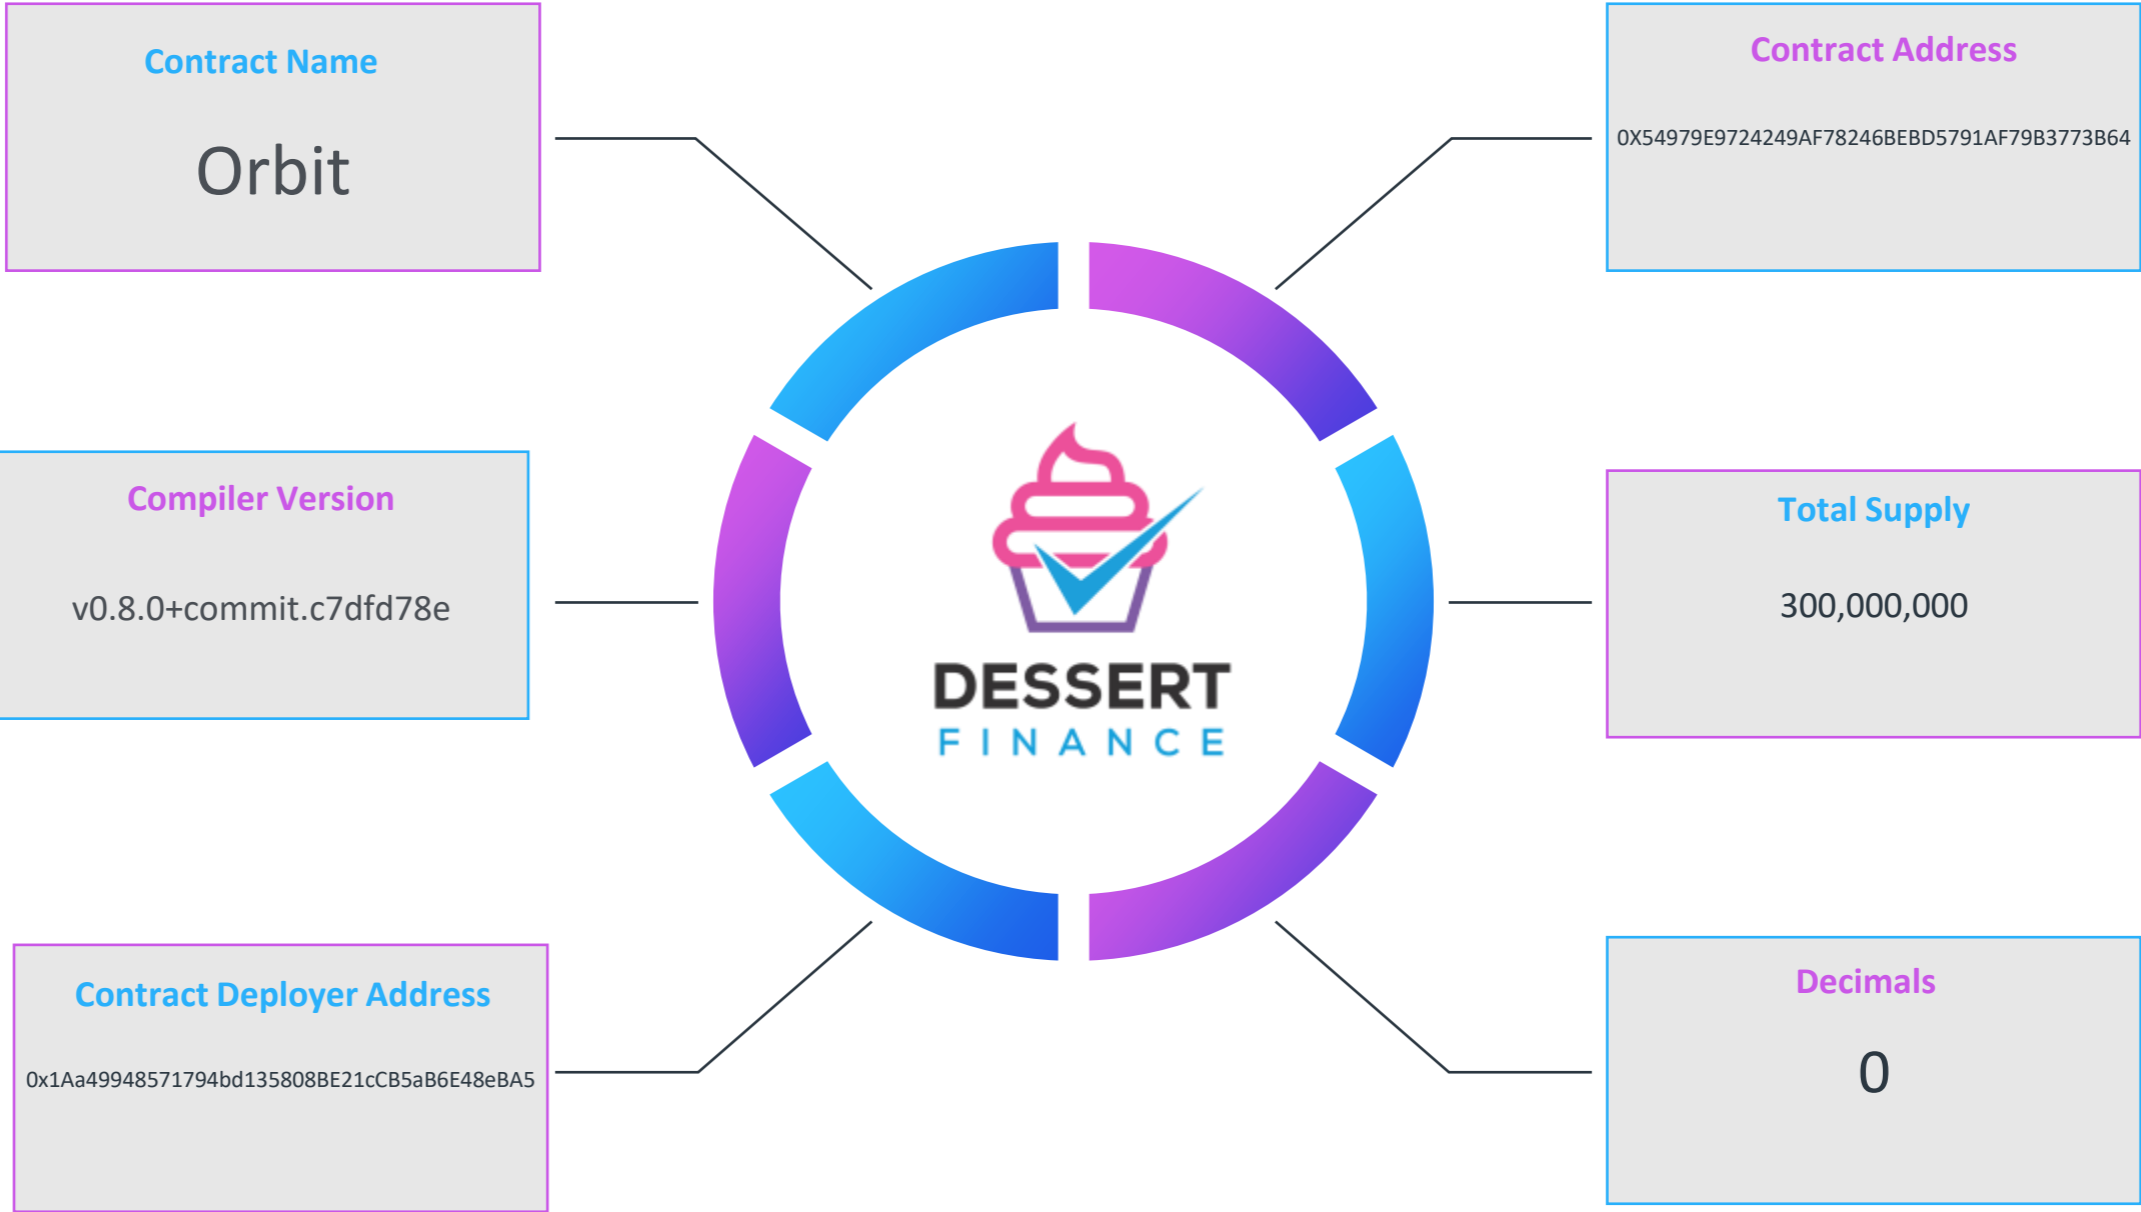 Contract Name
Orbit
Contract Address
0X54979E9724249AF78246BEBD5791AF79B3773B64
Compiler Version
v0.8.0+commit.c7dfd78e
Total Supply
300,000,000
DESSERT
FINANCE
Contract Deployer Address
0x1Aa49948571794bd135808BE21cCB5aB6E48eBA5
Decimals
0